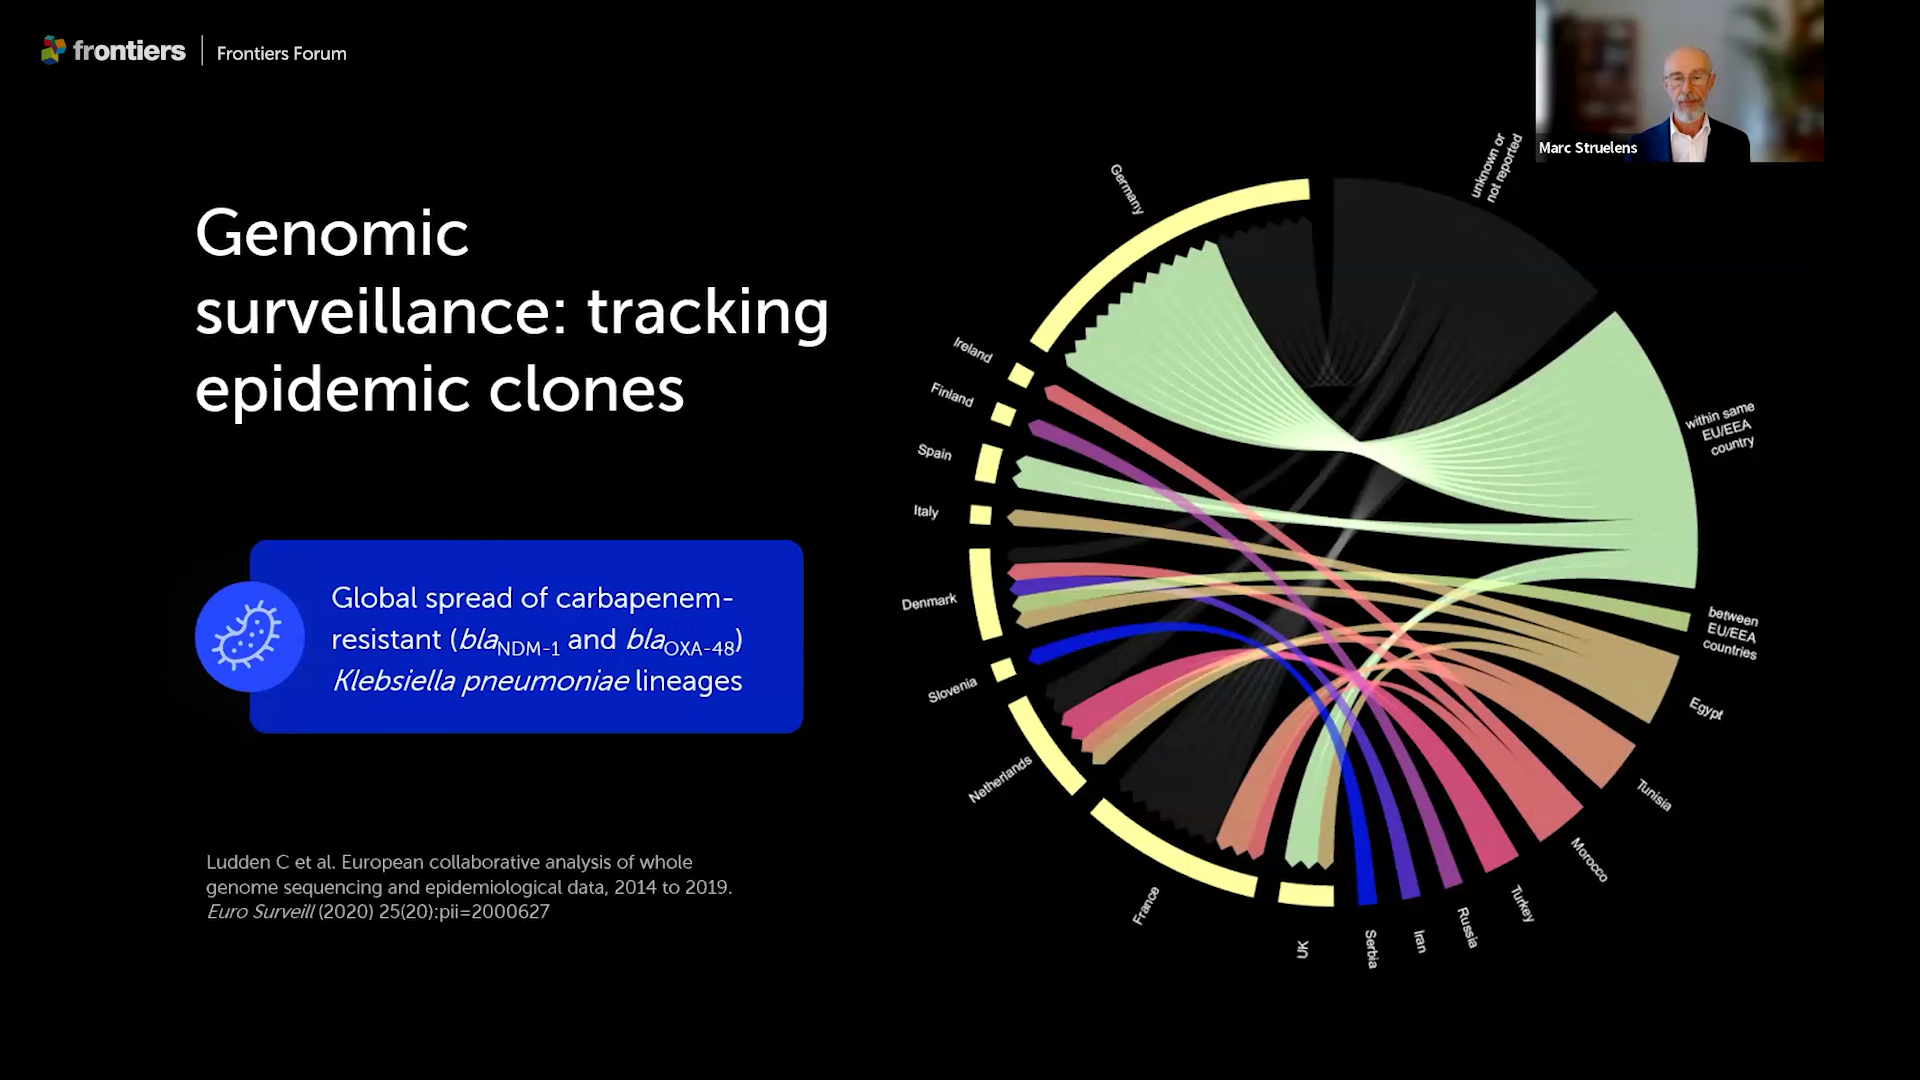 frontiers | Frontiers Forum
Marc Struelens
Genomic
surveillance: tracking
epidemic clones
Global spread of carbapenem-
resistant (blaNDM-1 and blaOXA-48)
Klebsiella pneumoniae lineages
Ludden C et al. European collaborative analysis of whole
genome sequencing and epidemiological data, 2014 to 2019.
Euro Surveill (2020) 25(20):pii=2000627
Germany
Ireland
Finland
Spain
Italy
Denmark
Slovenia
Netherlands
France
UK
Serbia
Iran
Russia
Turkey
Morocco
Tunisia
Egypt
between
EU/EEA
countries
within same
EU/EEA
country
unknown or
not reported